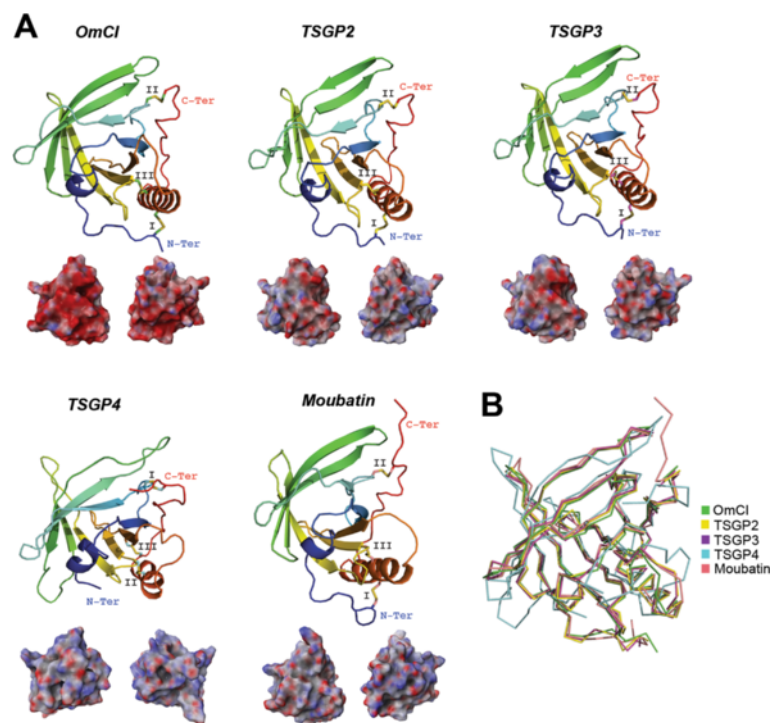 A
OmCI
TSGP2
TSGP3
II
C-Ter
III
I
N-Ter
II
C-Ter
III
I
N-Ter
II
C-Ter
III
I
N-Ter
TSGP4
Moubatin
B
I
C-Ter
III
II
N-Ter
C-Ter
II
III
I
N-Ter
OmCI
TSGP2
TSGP3
TSGP4
Moubatin